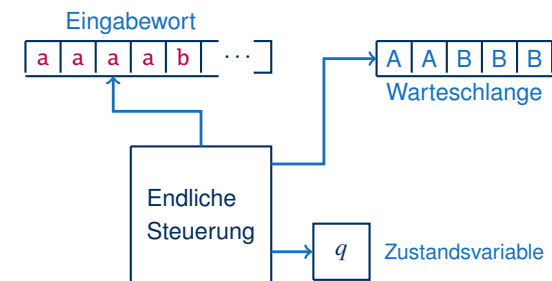 Eingabewort
a a a a b ···
A A B B B
Warteschlange
Endliche
Steuerung
q
Zustandsvariable